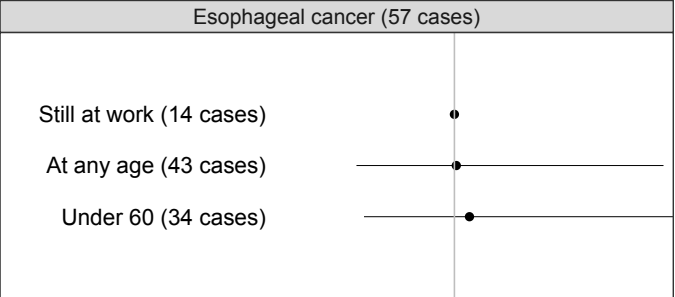 Esophageal cancer (57 cases)
Still at work (14 cases)
At any age (43 cases)
Under 60 (34 cases)